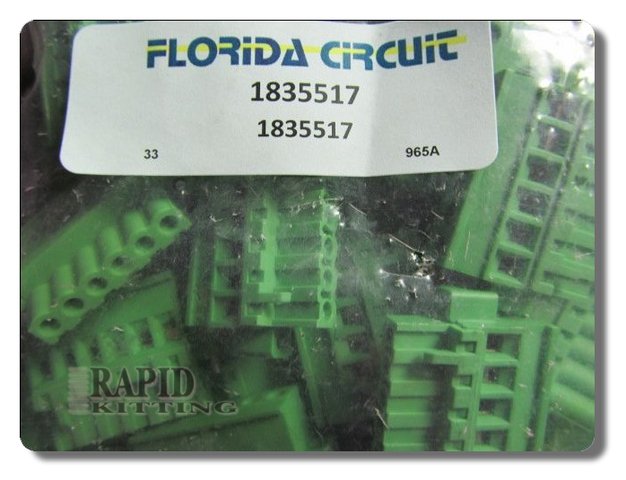 FLORIDA CIRCUIT
1835517
1835517
33 965A
RAPID
KITTING